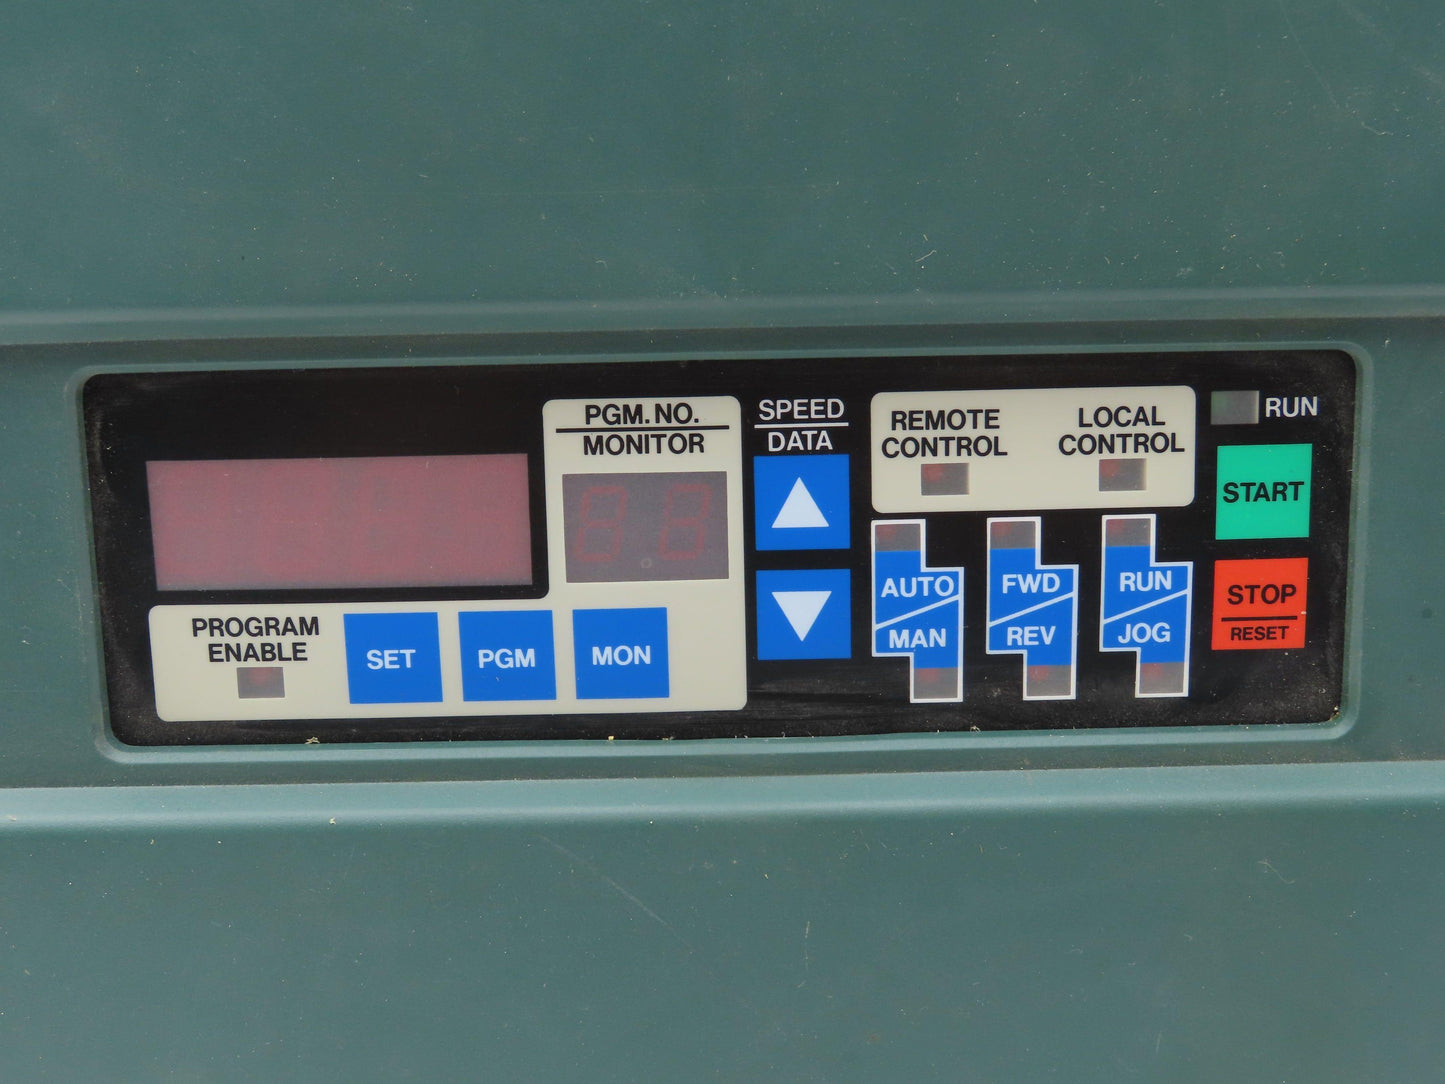 PGM. NO.
MONITOR
PROGRAM
ENABLE
SET
PGM
MON
SPEED
DATA
REMOTE
CONTROL
LOCAL
CONTROL
AUTO
MAN
FWD
REV
RUN
JOG
RUN
START
STOP
RESET